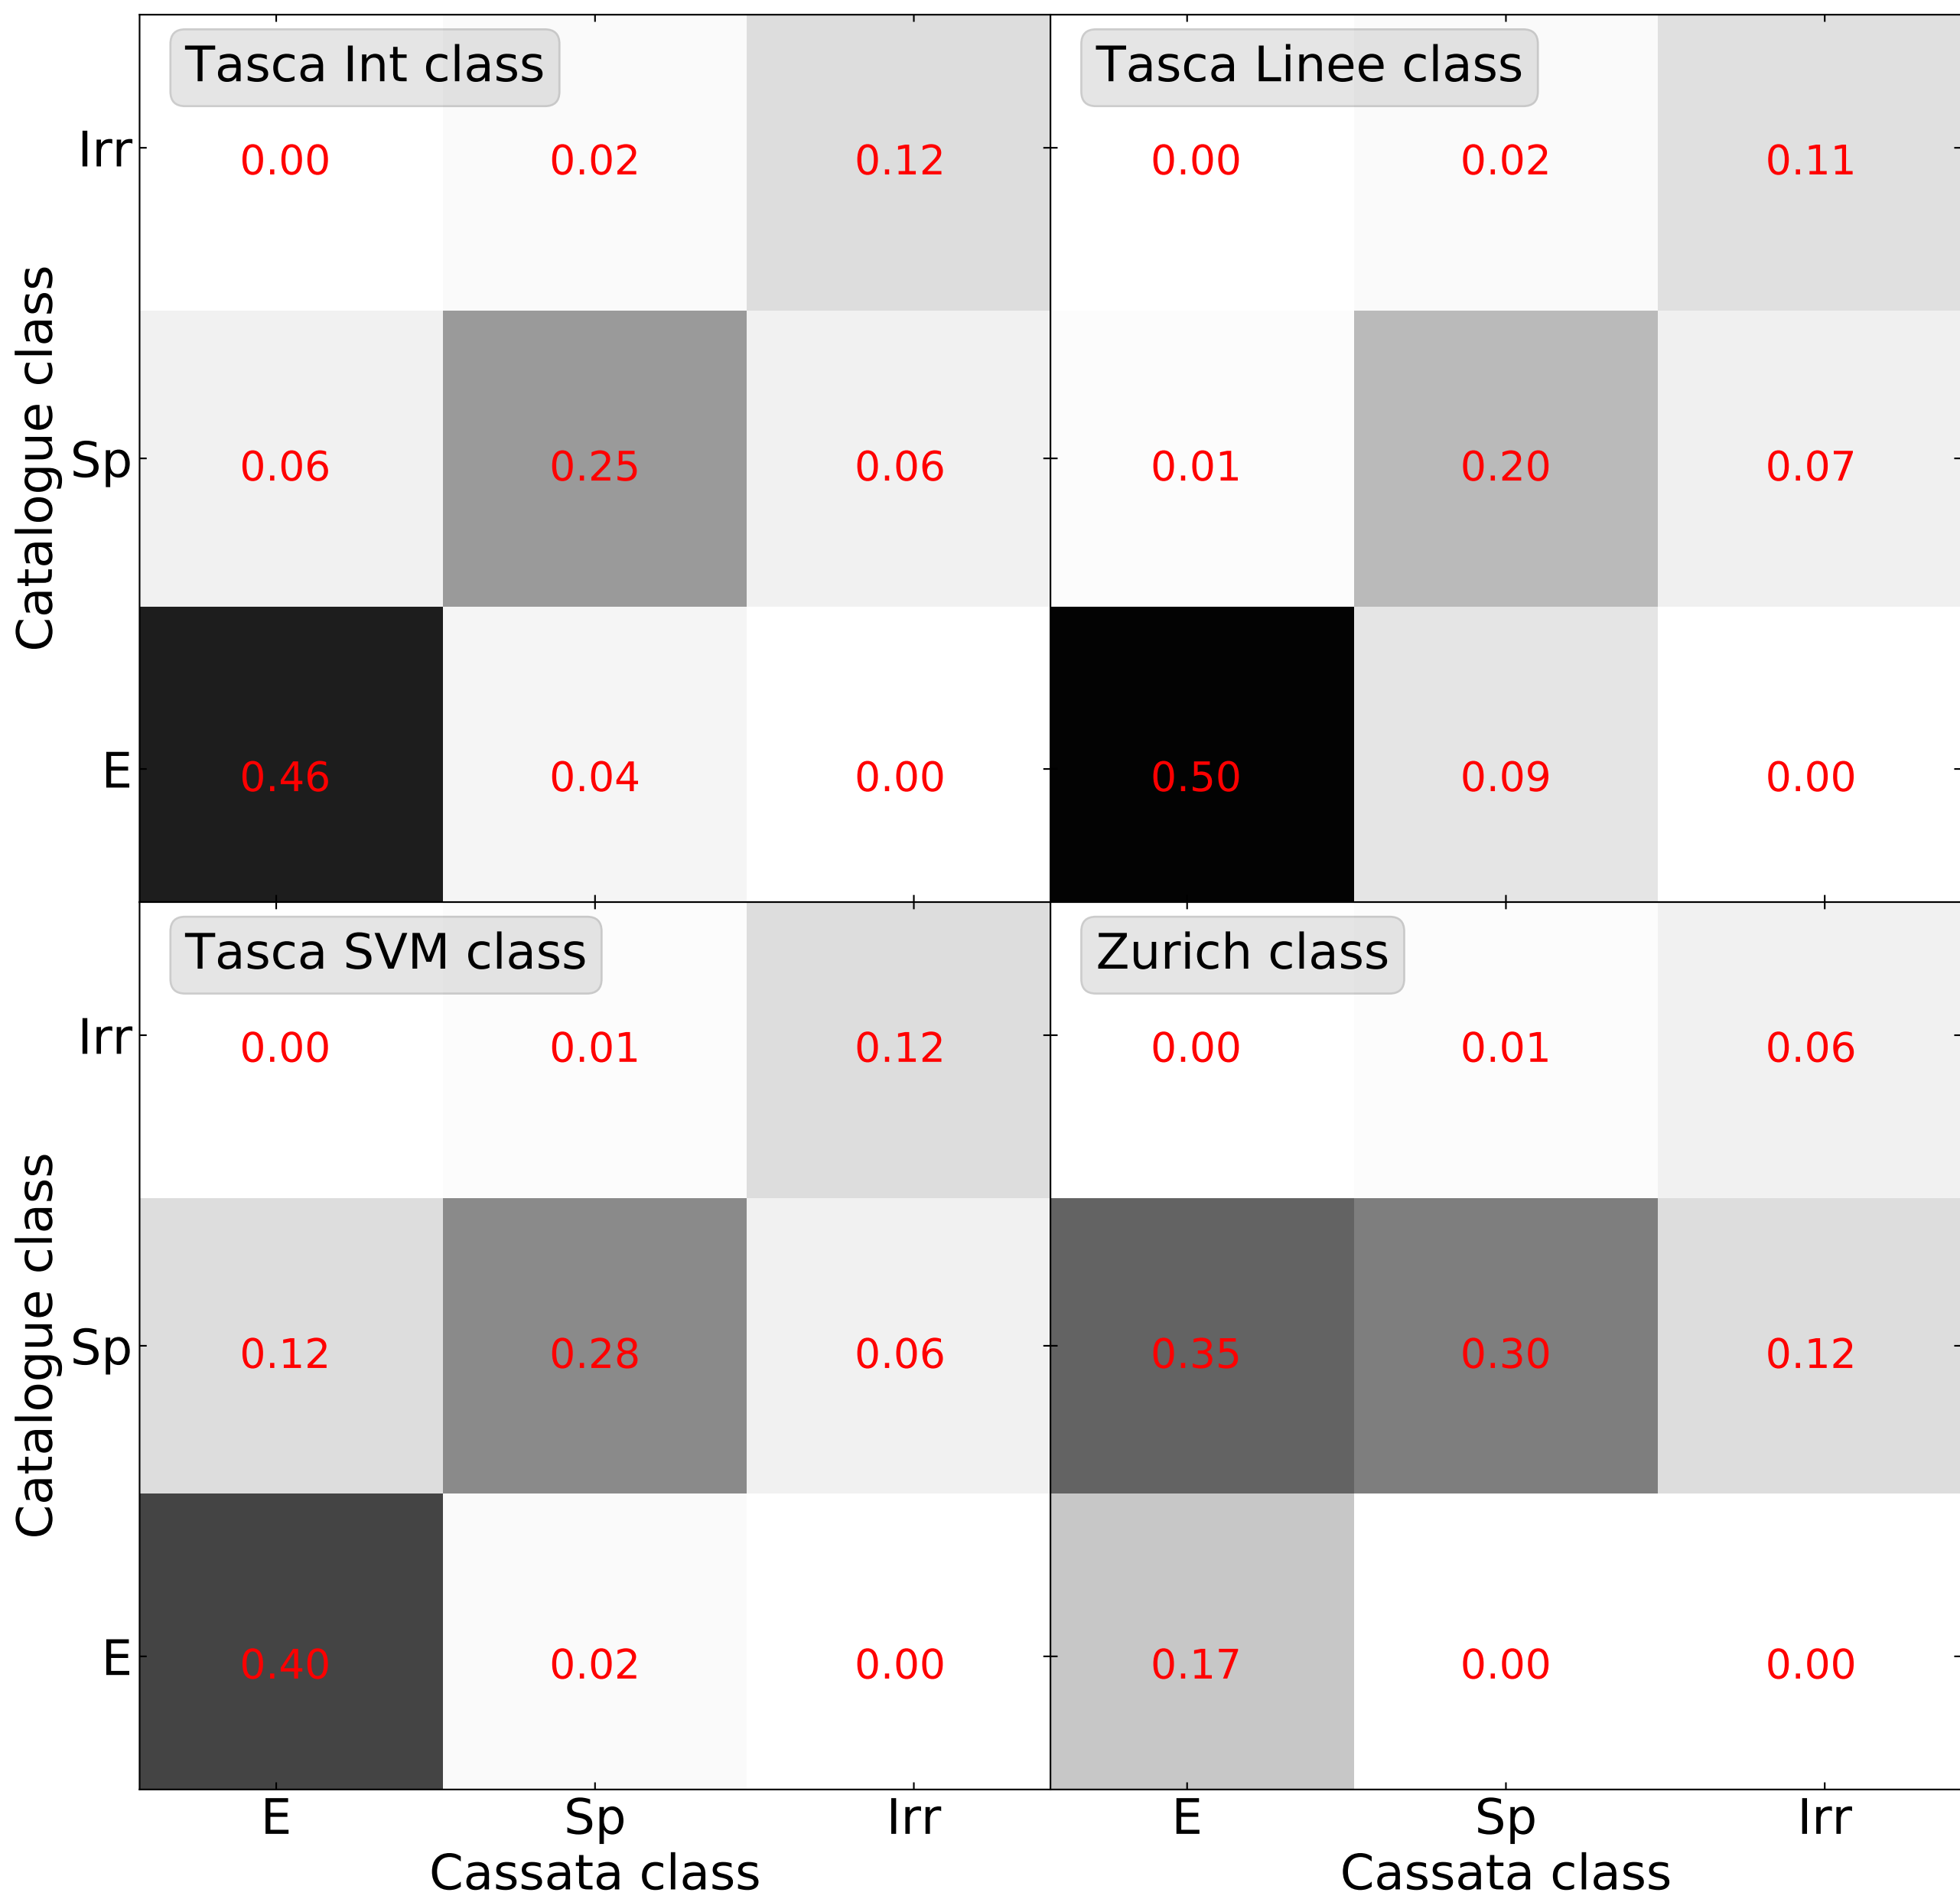 Tasca Int class
Tasca Linee class
Irr 0.00 0.02 0.12 0.00 0.02 0.11
Catalogue class
Sp 0.06 0.25 0.06 0.01 0.20 0.07
E 0.46 0.04 0.00 0.50 0.09 0.00
Tasca SVM class
Zurich class
Irr 0.00 0.01 0.12 0.00 0.01 0.06
Catalogue class
Sp 0.12 0.28 0.06 0.35 0.30 0.12
E 0.40 0.02 0.00 0.17 0.00 0.00
E Sp Irr E Sp Irr
Cassata class
Cassata class